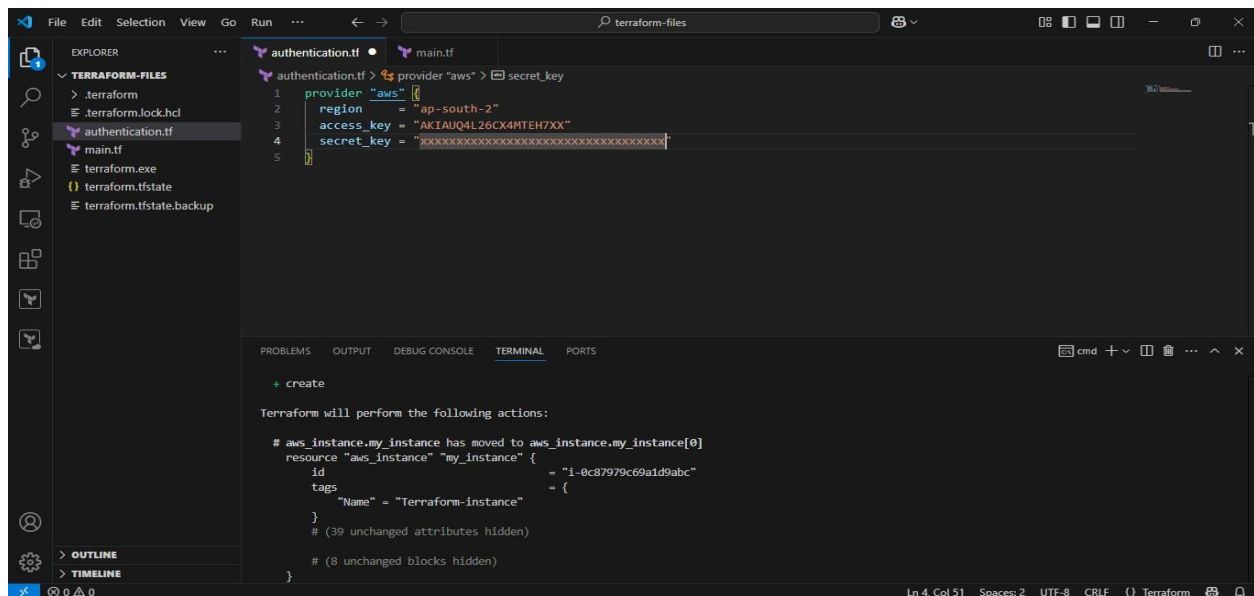 File Edit Selection View Go Run ... ← → terraform-files
EXPLORER ...
TERRAFORM-FILES
> .terraform
.terraform.lock.hcl
authentication.tf
main.tf
terraform.exe
{} terraform.tfstate
terraform.tfstate.backup
> OUTLINE
> TIMELINE
authentication.tf ● main.tf
authentication.tf > provider "aws" > secret_key
1 provider "aws" {
2 region = "ap-south-2"
3 access_key = "AKIAUQ4L26CX4MTEH7XX"
4 secret_key = "xxxxxxxxxxxxxxxxxxxxxxxxxxxxxxxxxxx"
5 }
PROBLEMS OUTPUT DEBUG CONSOLE TERMINAL PORTS cmd
+ create
Terraform will perform the following actions:
# aws_instance.my_instance has moved to aws_instance.my_instance[0]
resource "aws_instance" "my_instance" {
id = "i-0c87979c69a1d9abc"
tags = {
"Name" = "Terraform-instance"
}
# (39 unchanged attributes hidden)
# (8 unchanged blocks hidden)
}
0 0 Ln 4, Col 51 Spaces: 2 UTF-8 CRLF {} Terraform